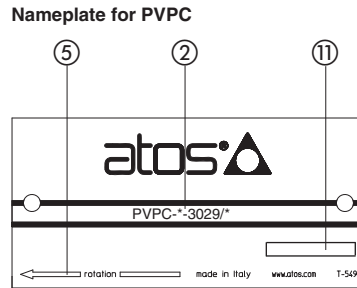 Nameplate for PVPC
5 2 11
atos
PVPC-*-3029/*
rotation made in Italy www.atos.com T-549